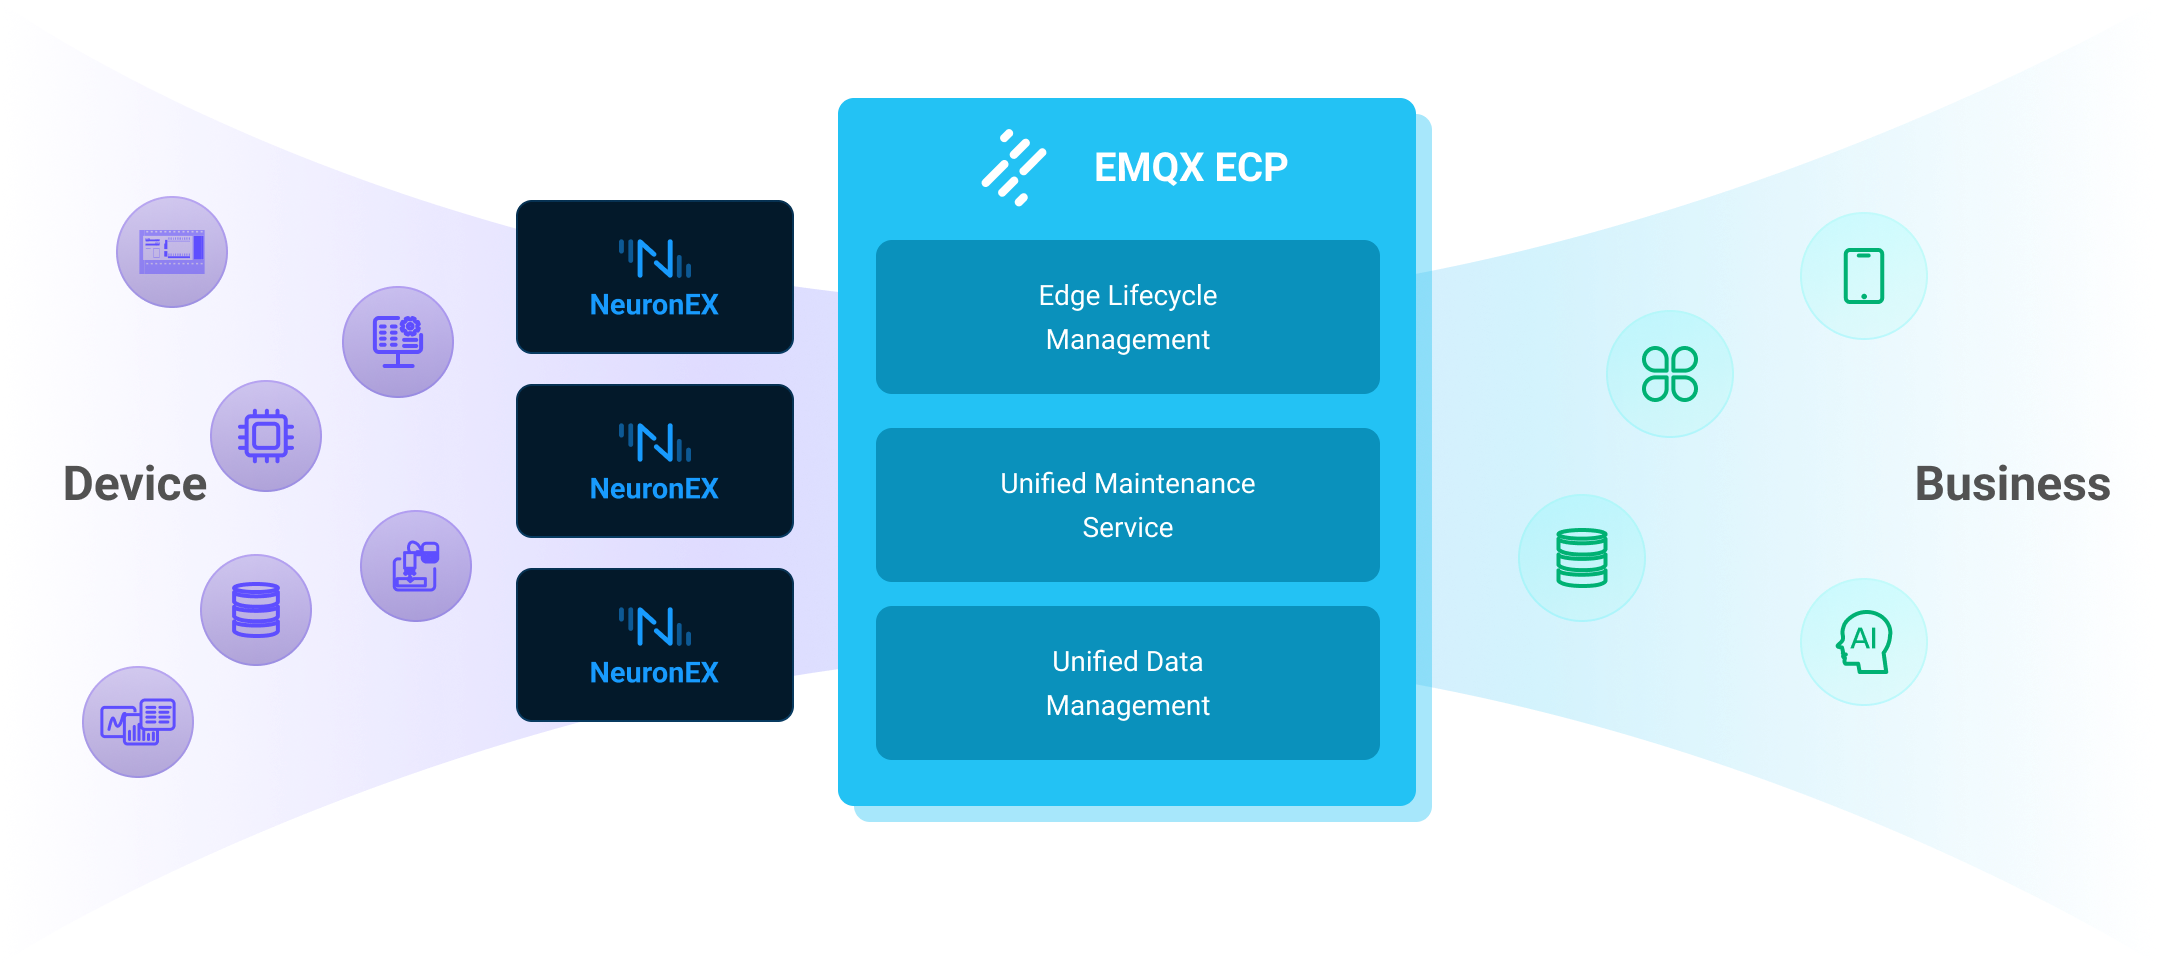 Device
NeuronEX
NeuronEX
NeuronEX
EMQX ECP
Edge Lifecycle
Management
Unified Maintenance
Service
Unified Data
Management
AI
Business